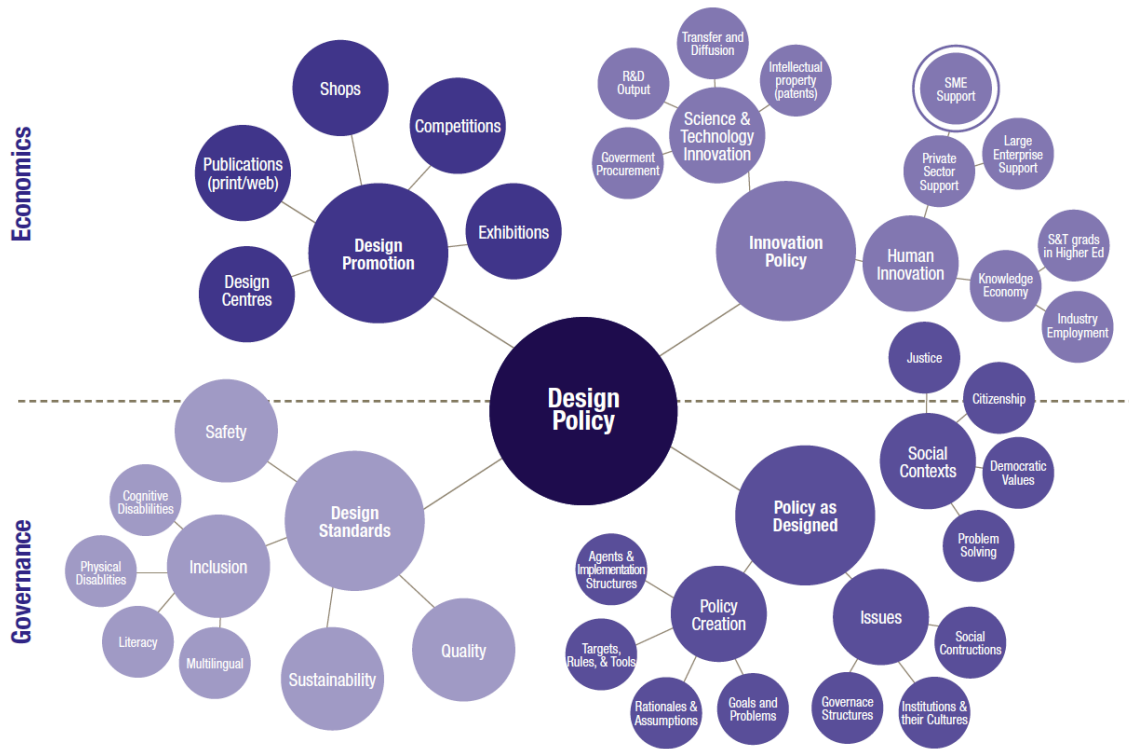 Economics
Governance
Design
Policy
Design
Promotion
Shops
Competitions
Publications
(print/web)
Exhibitions
Design
Centres
Innovation
Policy
Science &
Technology
Innovation
Transfer and
Diffusion
R&D
Output
Intellectual
property
(patents)
Goverment
Procurement
Human
Innovation
Private
Sector
Support
SME
Support
Large
Enterprise
Support
Knowledge
Economy
S&T grads
in Higher Ed
Industry
Employment
Design
Standards
Safety
Inclusion
Cognitive
Disablilities
Physical
Disablities
Literacy
Multilingual
Sustainability
Quality
Policy as
Designed
Social
Contexts
Justice
Citizenship
Democratic
Values
Problem
Solving
Policy
Creation
Agents &
Implementation
Structures
Targets,
Rules, & Tools
Rationales &
Assumptions
Goals and
Problems
Issues
Social
Contructions
Governace
Structures
Institutions &
their Cultures